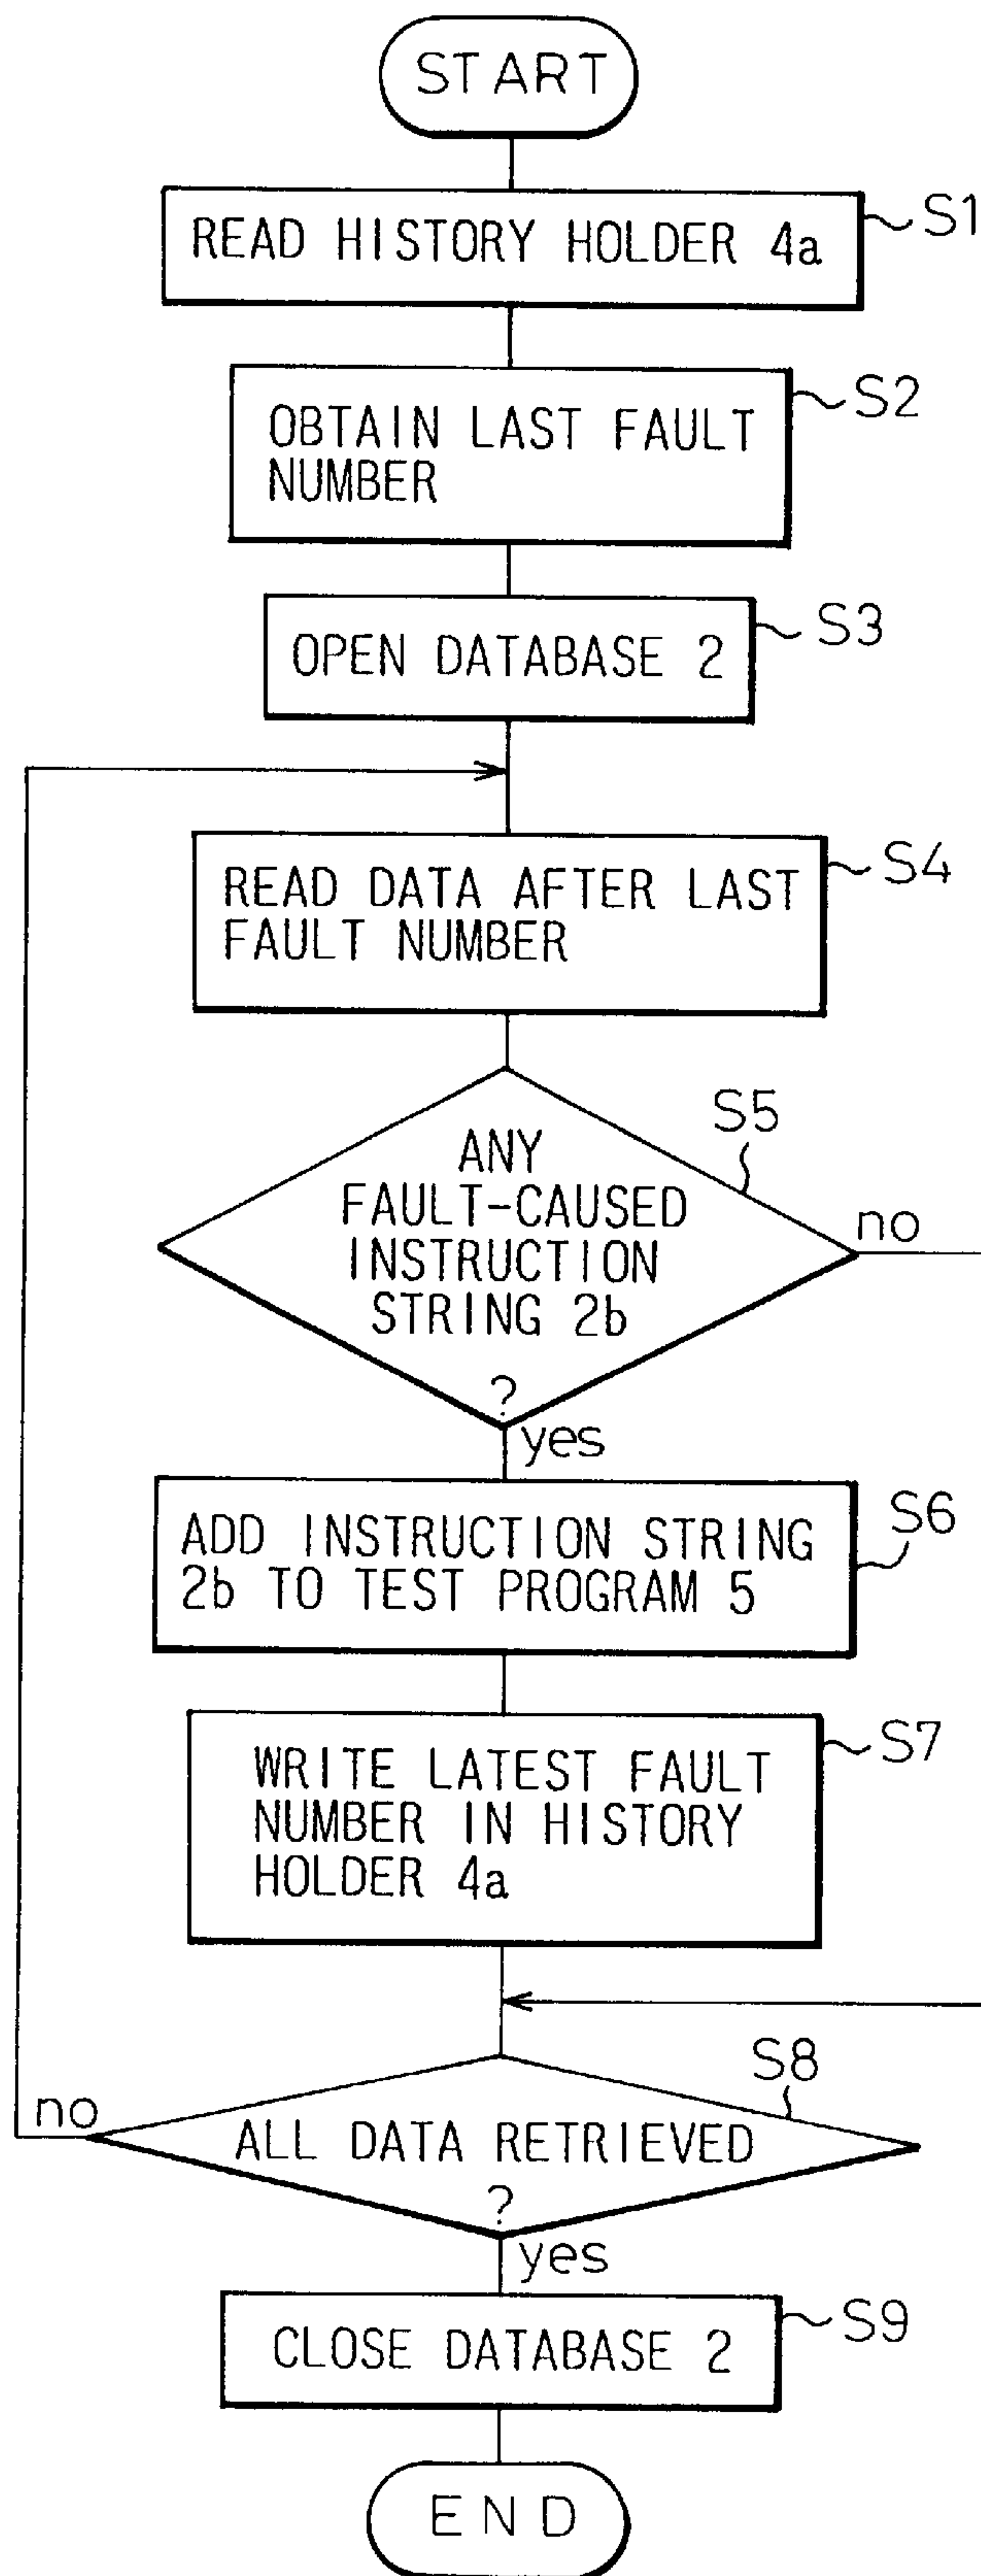 START
READ HISTORY HOLDER 4a
S1
OBTAIN LAST FAULT
NUMBER
S2
OPEN DATABASE 2
S3
READ DATA AFTER LAST
FAULT NUMBER
S4
ANY
FAULT-CAUSED
INSTRUCTION
STRING 2b
?
S5
no
yes
ADD INSTRUCTION STRING
2b TO TEST PROGRAM 5
S6
WRITE LATEST FAULT
NUMBER IN HISTORY
HOLDER 4a
S7
ALL DATA RETRIEVED
?
S8
no
yes
CLOSE DATABASE 2
S9
END